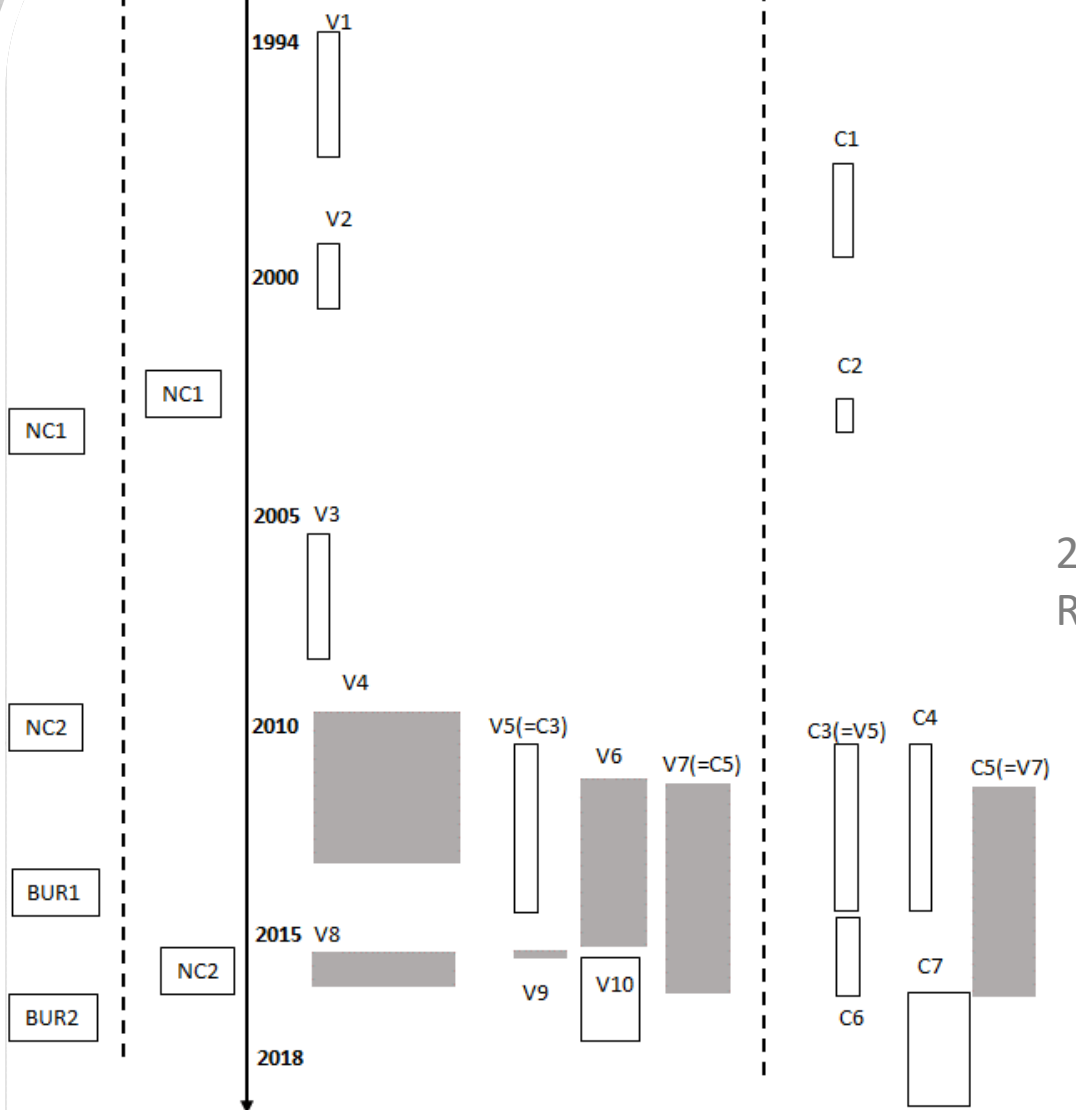 V1
1994
C1
V2
2000
C2
NC1
NC1
2005 V3
V4
NC2
2010
V5(=C3)
C3(=V5)
C4
V6
V7(=C5)
C5(=V7)
BUR1
2015 V8
NC2
C7
V9
V10
BUR2
C6
2018
2
R